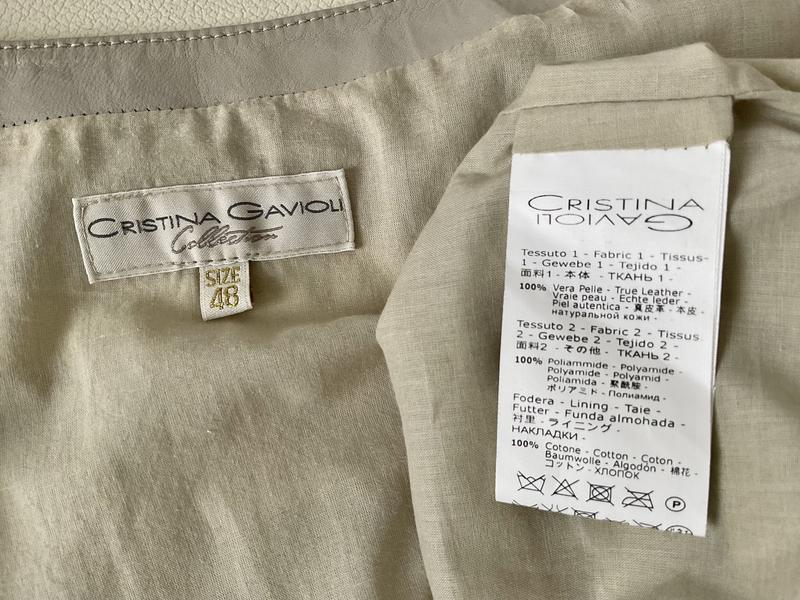 CRISTINA GAVIOLI
Collection
SIZE
48
CRISTINA
GAVIOLI
Tessuto 1 - Fabric 1 - Tissus-
1 - Gewebe 1 - Tejido 1 -
面料1 - 本体 - ТКАНЬ 1 -
100% Vera Pelle - True Leather -
Vraie peau - Echte leder -
Piel autentica - 真皮革 - 本皮 -
натуральной кожи -
Tessuto 2 - Fabric 2 - Tissus
2 - Gewebe 2 - Tejido 2 -
面料2 - その他 - ТКАНЬ 2 -
100% Poliammide - Polyamide -
Polyamide - Polyamid -
Poliamida - 聚酰胺 -
ポリアミド - Полиамид -
Fodera - Lining - Taie -
Futter - Funda almohada -
衬里 - ライニング -
НАКЛАДКИ -
100% Cotone - Cotton - Coton -
Baumwolle - Algodón - 棉花 -
コットン - ХЛОПОК
P